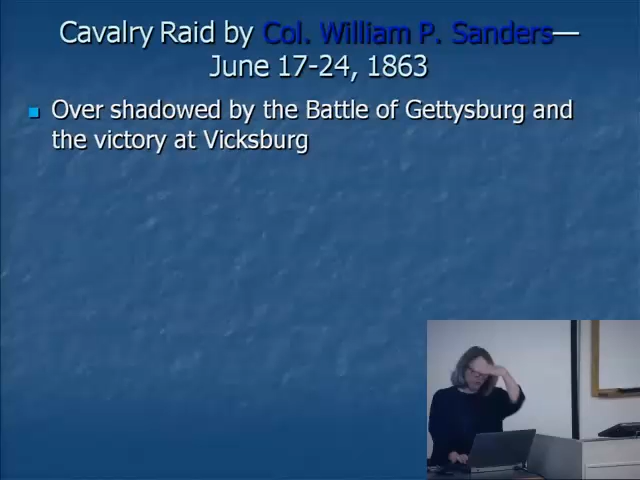 Cavalry Raid by Col. William P. Sanders—
June 17-24, 1863
Over shadowed by the Battle of Gettysburg and
the victory at Vicksburg